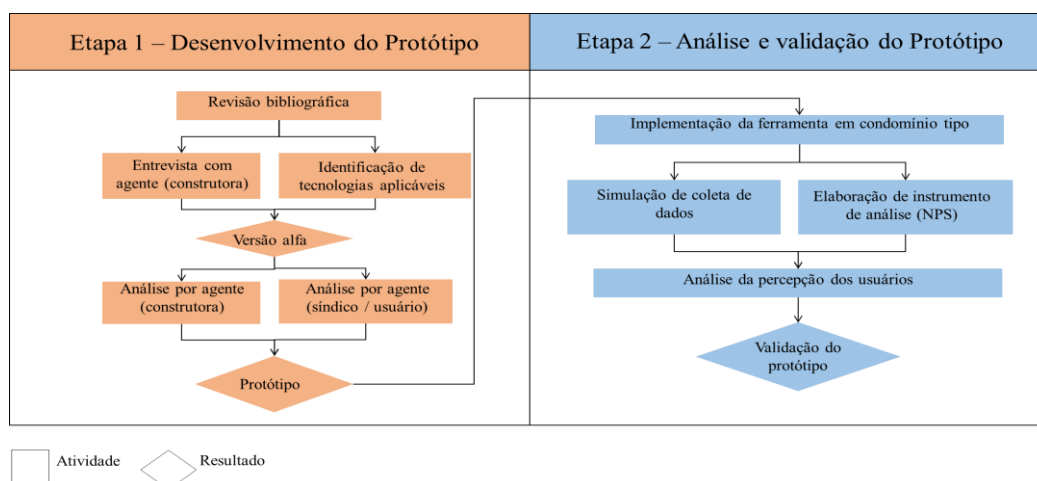 Etapa 1 – Desenvolvimento do Protótipo
Etapa 2 – Análise e validação do Protótipo
Revisão bibliográfica
Entrevista com
agente (construtora)
Identificação de
tecnologias aplicáveis
Versão alfa
Análise por agente
(construtora)
Análise por agente
(síndico / usuário)
Protótipo
Implementação da ferramenta em condomínio tipo
Simulação de coleta de
dados
Elaboração de instrumento
de análise (NPS)
Análise da percepção dos usuários
Validação do
protótipo
Atividade
Resultado